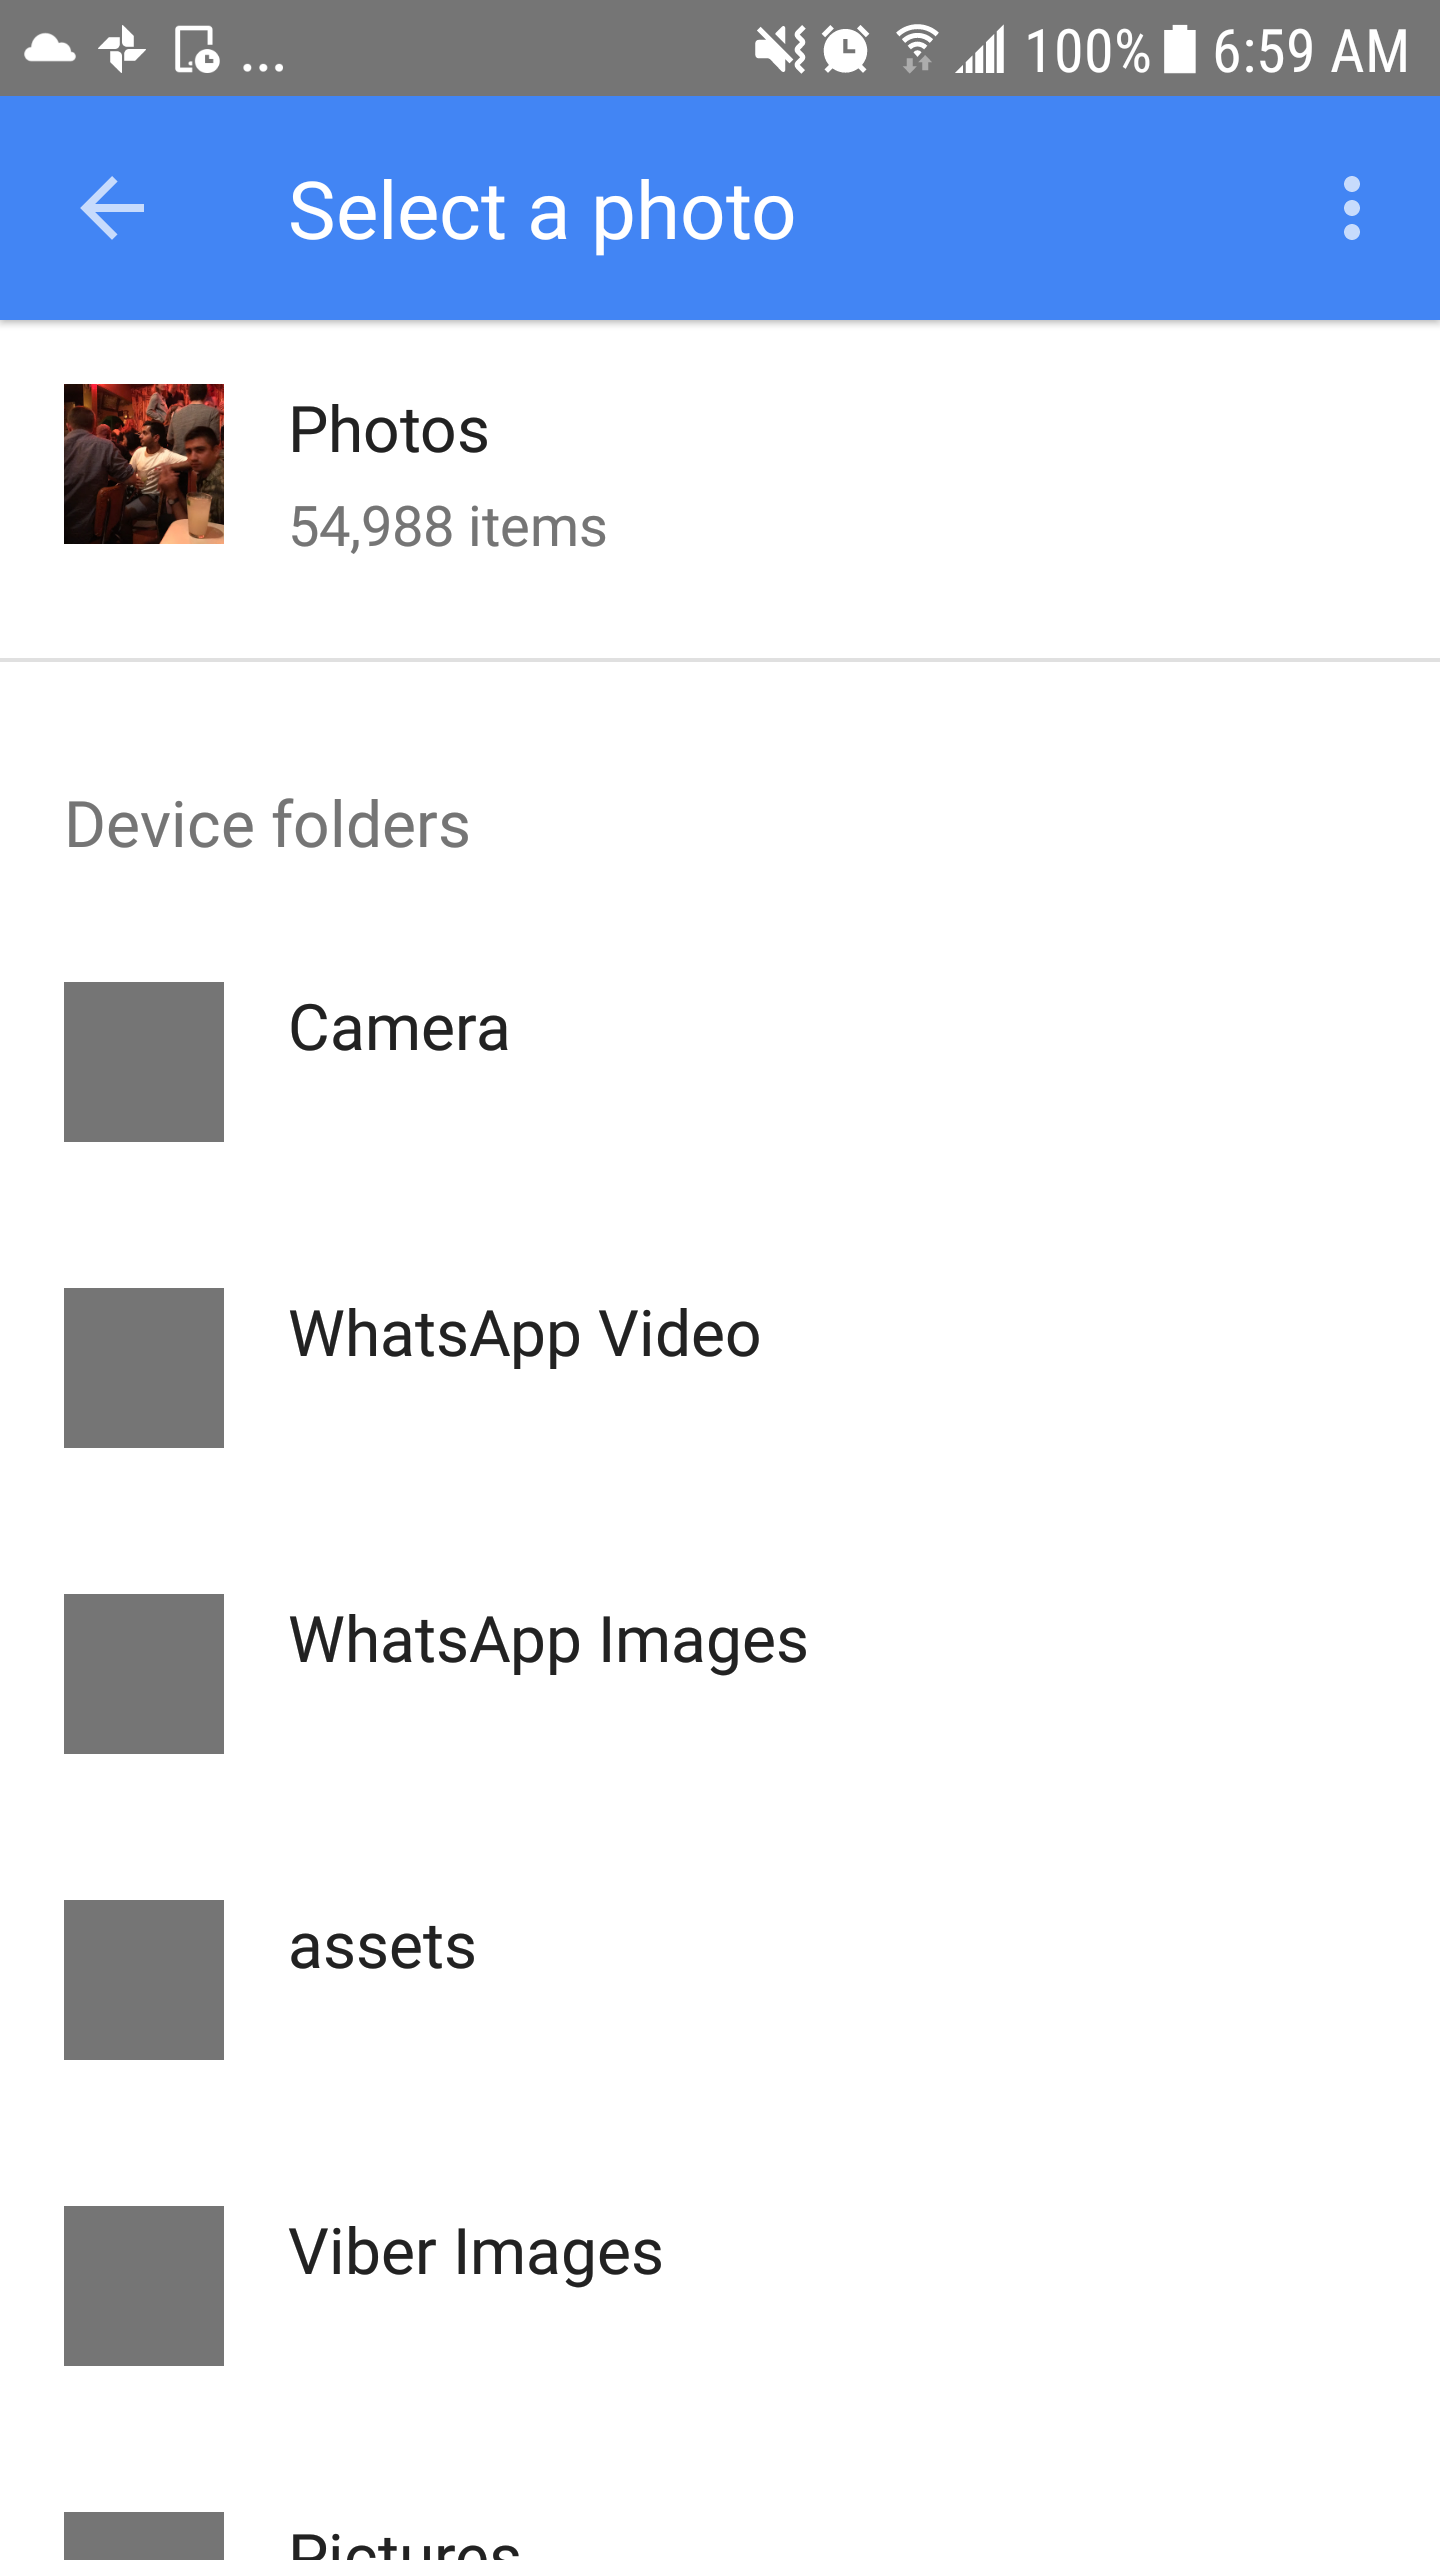 ... 100% 6:59 AM
Select a photo
Photos
54,988 items
Device folders
Camera
WhatsApp Video
WhatsApp Images
assets
Viber Images
Pictures